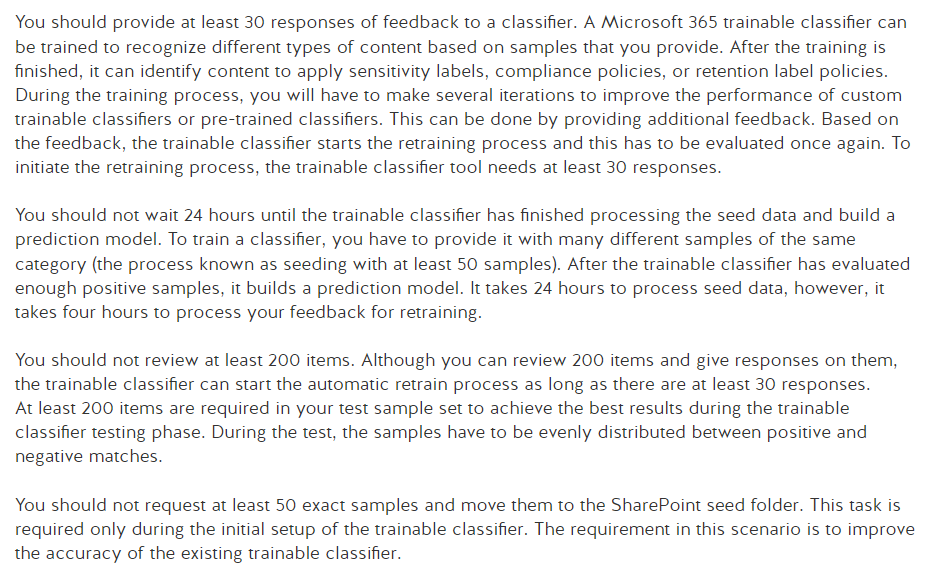 You should provide at least 30 responses of feedback to a classifier. A Microsoft 365 trainable classifier can
be trained to recognize different types of content based on samples that you provide. After the training is
finished, it can identify content to apply sensitivity labels, compliance policies, or retention label policies.
During the training process, you will have to make several iterations to improve the performance of custom
trainable classifiers or pre-trained classifiers. This can be done by providing additional feedback. Based on
the feedback, the trainable classifier starts the retraining process and this has to be evaluated once again. To
initiate the retraining process, the trainable classifier tool needs at least 30 responses.
You should not wait 24 hours until the trainable classifier has finished processing the seed data and build a
prediction model. To train a classifier, you have to provide it with many different samples of the same
category (the process known as seeding with at least 50 samples). After the trainable classifier has evaluated
enough positive samples, it builds a prediction model. It takes 24 hours to process seed data, however, it
takes four hours to process your feedback for retraining.
You should not review at least 200 items. Although you can review 200 items and give responses on them,
the trainable classifier can start the automatic retrain process as long as there are at least 30 responses.
At least 200 items are required in your test sample set to achieve the best results during the trainable
classifier testing phase. During the test, the samples have to be evenly distributed between positive and
negative matches.
You should not request at least 50 exact samples and move them to the SharePoint seed folder. This task is
required only during the initial setup of the trainable classifier. The requirement in this scenario is to improve
the accuracy of the existing trainable classifier.